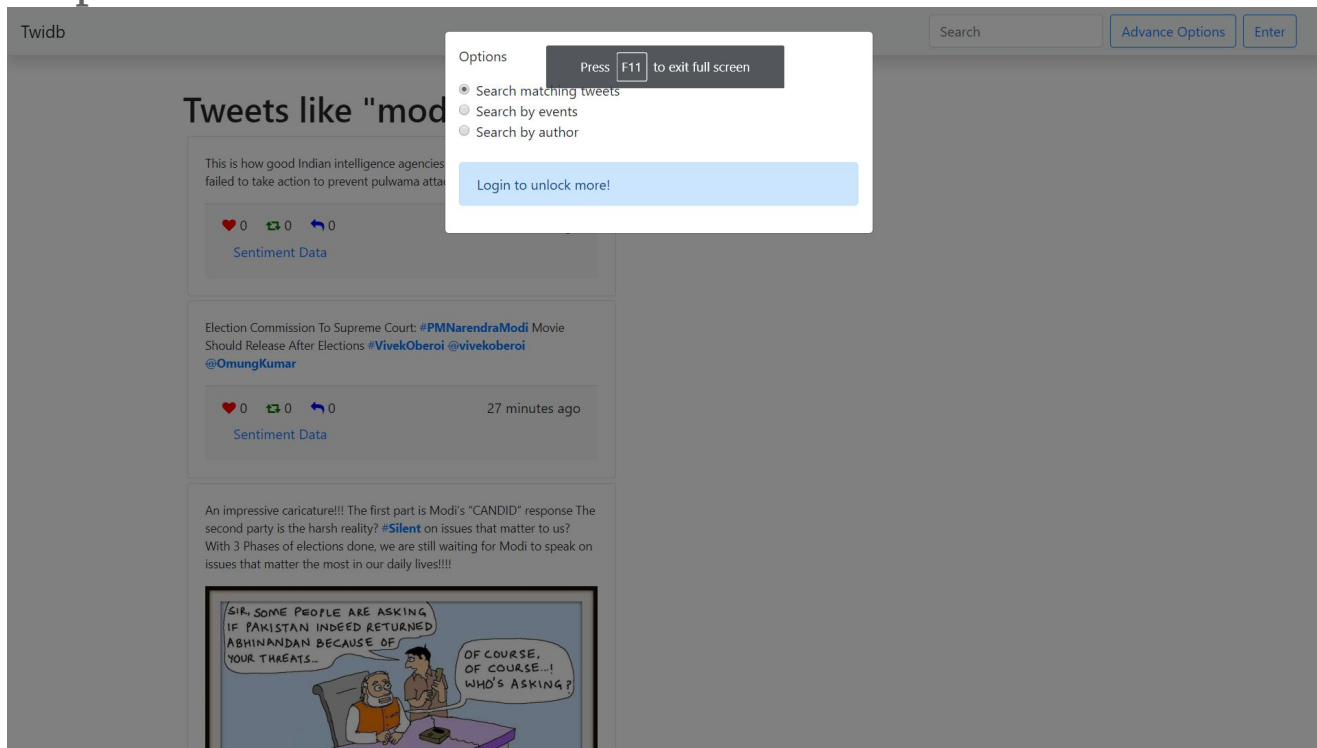 Twidb
Search
Advance Options
Enter
Options
Press F11 to exit full screen
Search matching tweets
Search by events
Search by author
Login to unlock more!
Tweets like "mod
This is how good Indian intelligence agencies
failed to take action to prevent pulwama atta
0 0 0
Sentiment Data
Election Commission To Supreme Court: #PMNarendraModi Movie
Should Release After Elections #VivekOberoi @vivekoberoi
@OmungKumar
0 0 0 27 minutes ago
Sentiment Data
An impressive caricature!!! The first part is Modi's "CANDID" response The
second party is the harsh reality? #Silent on issues that matter to us?
With 3 Phases of elections done, we are still waiting for Modi to speak on
issues that matter the most in our daily lives!!!!
SIR, SOME PEOPLE ARE ASKING
IF PAKISTAN INDEED RETURNED
ABHINANDAN BECAUSE OF
YOUR THREATS...
OF COURSE,
OF COURSE...!
WHO'S ASKING?